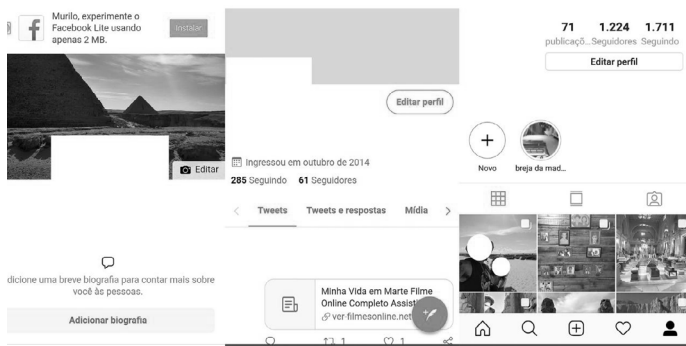 Murilo, experimente o
Facebook Lite usando
apenas 2 MB.
Instalar
Editar
dicione uma breve biografia para contar mais sobre
você às pessoas.
Adicionar biografia
Editar perfil
Ingressou em outubro de 2014
285 Seguindo 61 Seguidores
Tweets Tweets e respostas Mídia
Minha Vida em Marte Filme
Online Completo Assisti
ver-filmesonline.net
1 1
71 1.224 1.711
publicaçõ... Seguidores Seguindo
Editar perfil
Novo breja da mad...